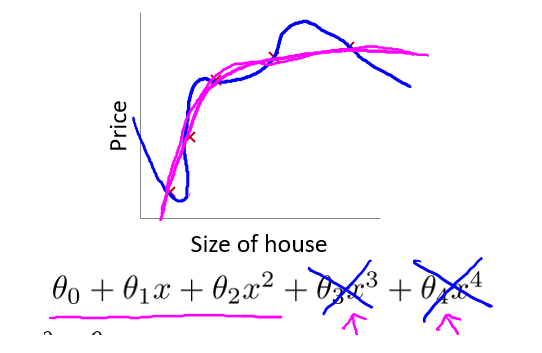 Price
Size of house
θ₀ + θ₁x + θ₂x² + θ₃x³ + θ₄x⁴